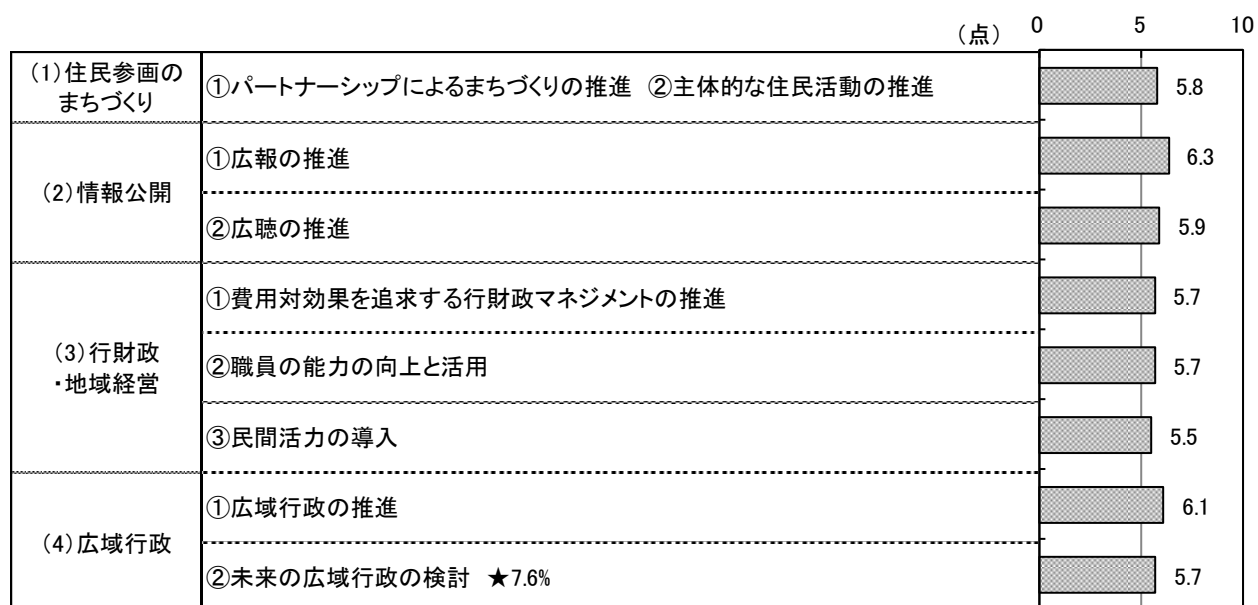 （点） 0 5 10
（1）住民参画の
まちづくり
①パートナーシップによるまちづくりの推進 ②主体的な住民活動の推進 5.8
（2）情報公開
①広報の推進 6.3
②広聴の推進 5.9
（3）行財政
・地域経営
①費用対効果を追求する行財政マネジメントの推進 5.7
②職員の能力の向上と活用 5.7
③民間活力の導入 5.5
（4）広域行政
①広域行政の推進 6.1
②未来の広域行政の検討 ★7.6% 5.7